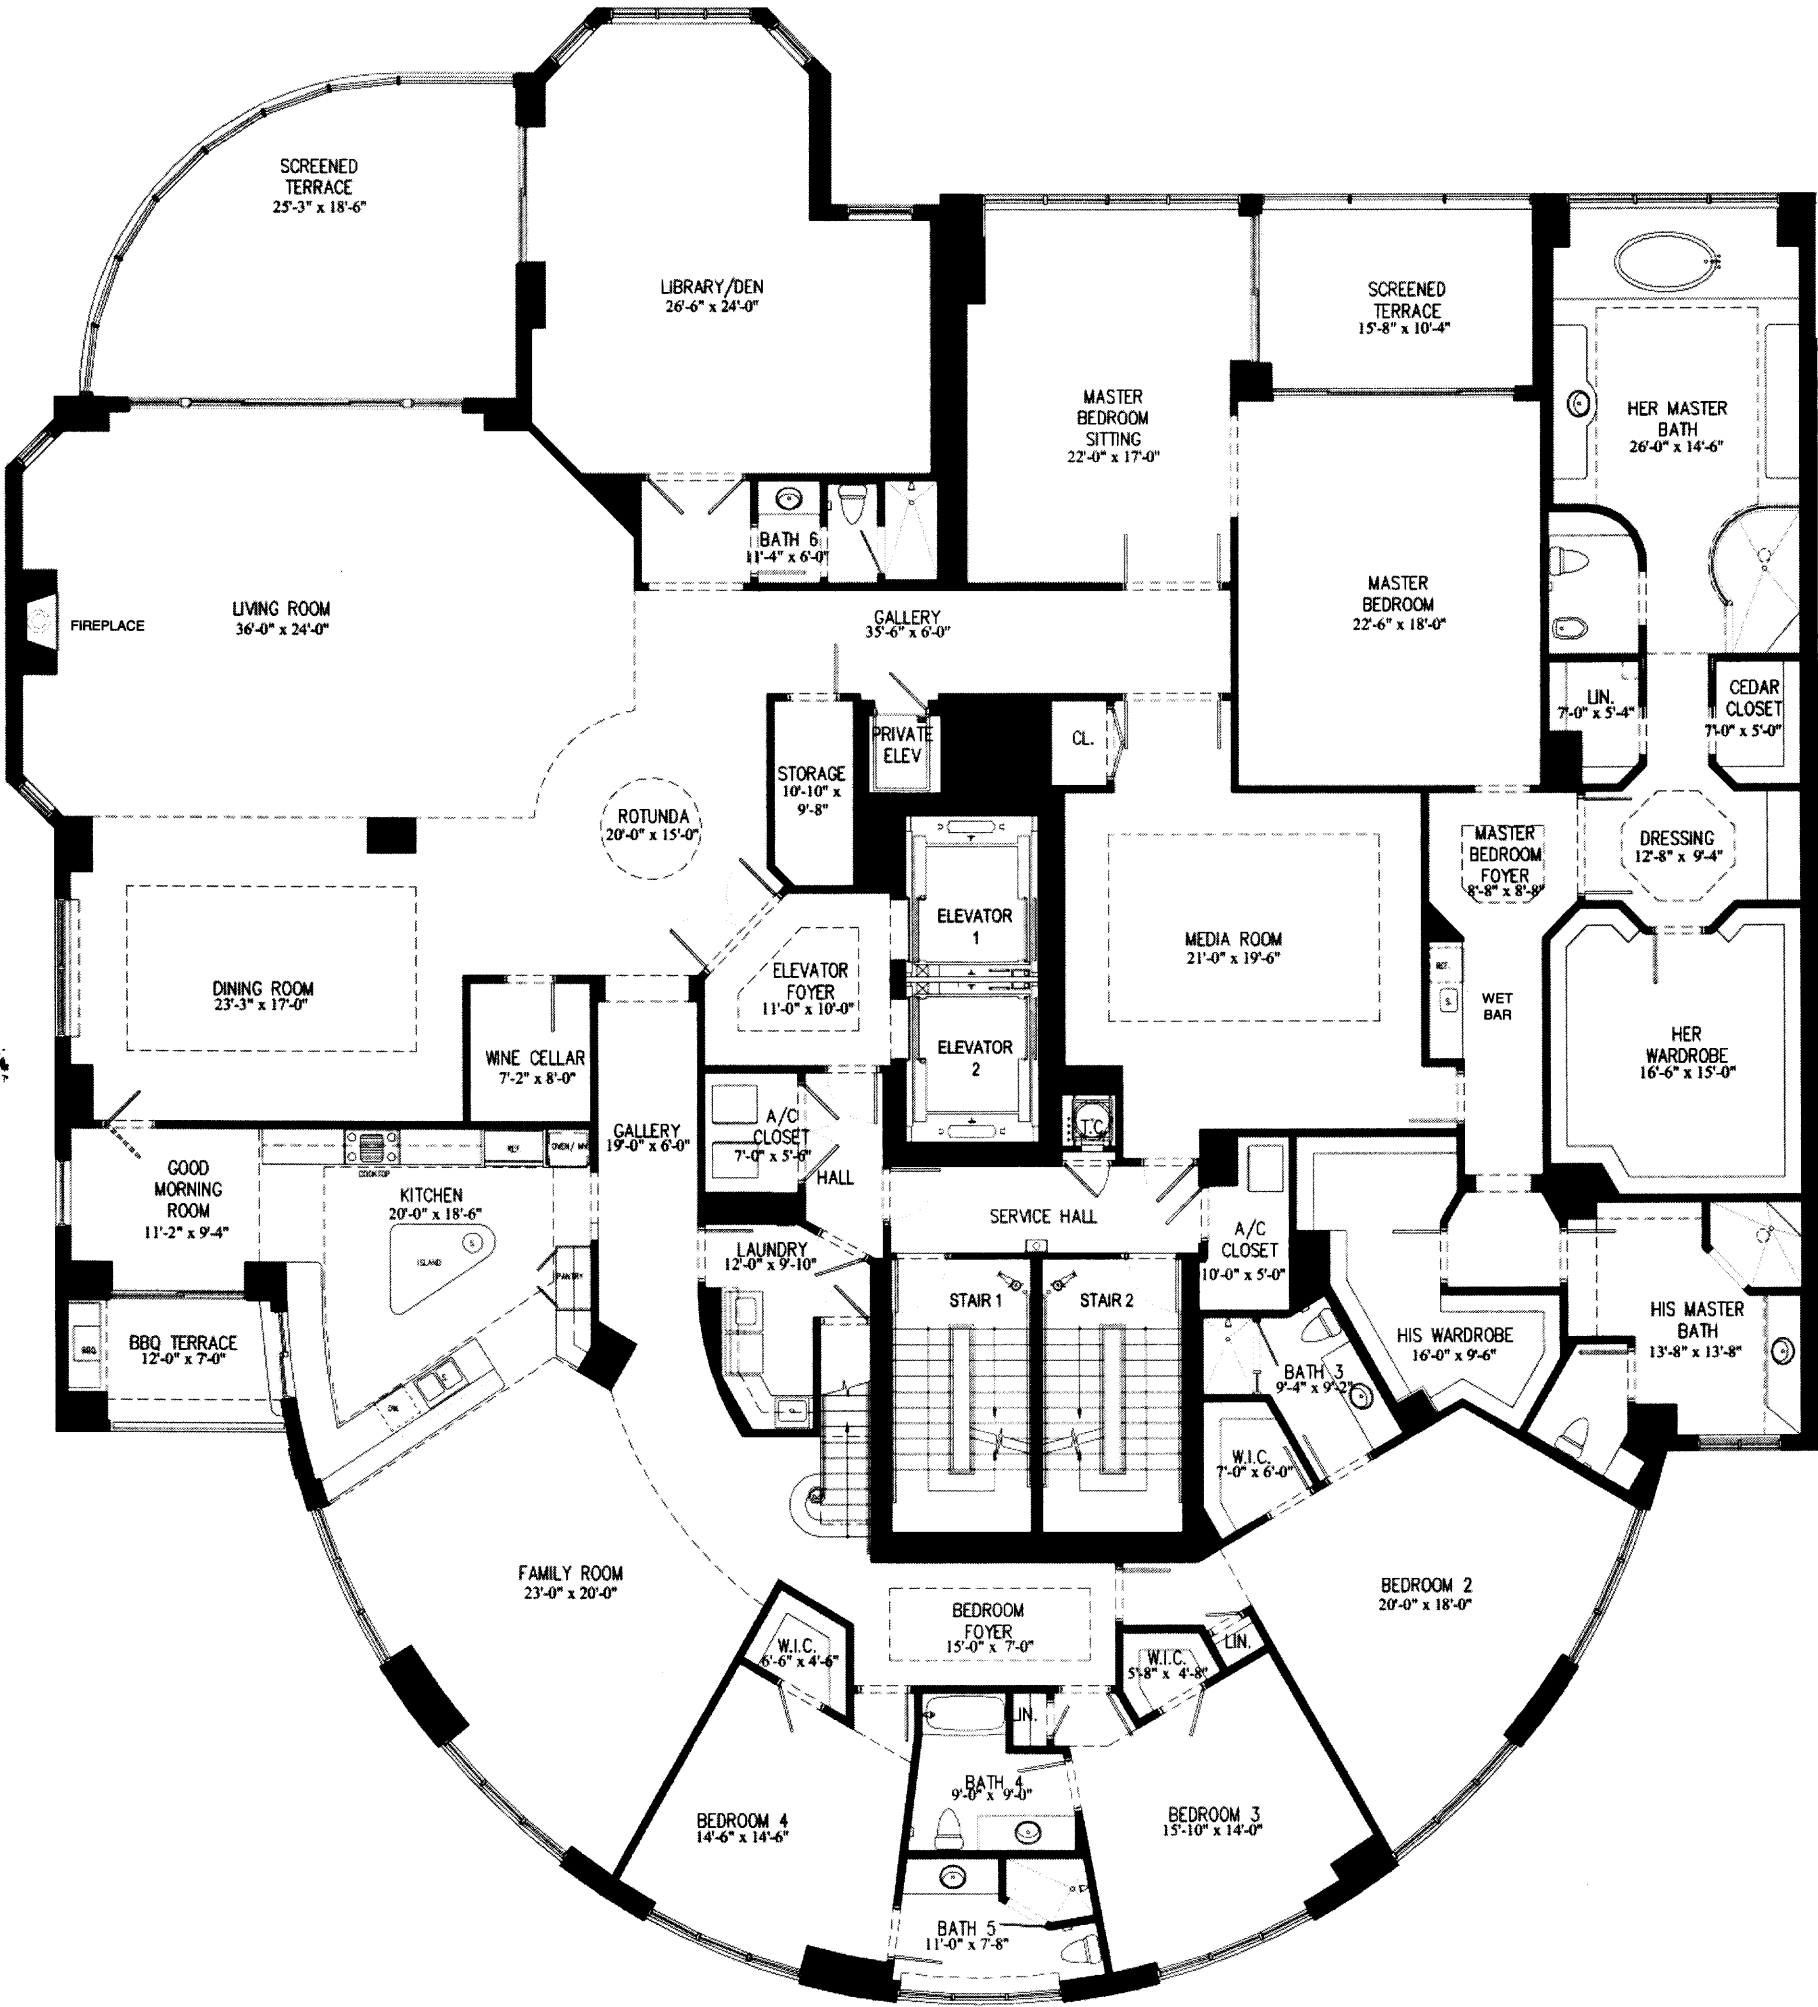 SCREENED
TERRACE
25'-3" x 18'-6"
LIBRARY/DEN
26'-6" x 24'-0"
SCREENED
TERRACE
15'-8" x 10'-4"
MASTER
BEDROOM
SITTING
22'-0" x 17'-0"
HER MASTER
BATH
26'-0" x 14'-6"
BATH 6
11'-4" x 6'-0"
LIVING ROOM
36'-0" x 24'-0"
FIREPLACE
GALLERY
35'-6" x 6'-0"
MASTER
BEDROOM
22'-6" x 18'-0"
LIN.
7'-0" x 5'-4"
CEDAR
CLOSET
7'-0" x 5'-0"
PRIVATE
ELEV
CL.
STORAGE
10'-10" x
9'-8"
ROTUNDA
20'-0" x 15'-0"
MASTER
BEDROOM
FOYER
8'-8" x 8'-8"
DRESSING
12'-8" x 9'-4"
ELEVATOR
1
MEDIA ROOM
21'-0" x 19'-6"
ELEVATOR
FOYER
11'-0" x 10'-0"
DINING ROOM
23'-3" x 17'-0"
REF.
S.
WET
BAR
WINE CELLAR
7'-2" x 8'-0"
ELEVATOR
2
HER
WARDROBE
16'-6" x 15'-0"
GALLERY
19'-0" x 6'-0"
A/C
CLOSET
7'-0" x 5'-6"
T.C.
HALL
REF
OVEN/ MW
COOKTOP
GOOD
MORNING
ROOM
11'-2" x 9'-4"
KITCHEN
20'-0" x 18'-6"
S
ISLAND
PANTRY
SERVICE HALL
A/C
CLOSET
10'-0" x 5'-0"
LAUNDRY
12'-0" x 9'-10"
STAIR 1
STAIR 2
BBQ TERRACE
12'-0" x 7'-0"
BBQ
HIS WARDROBE
16'-0" x 9'-6"
HIS MASTER
BATH
13'-8" x 13'-8"
BATH 3
9'-4" x 9'-2"
DW
W.I.C.
7'-0" x 6'-0"
FAMILY ROOM
23'-0" x 20'-0"
BEDROOM 2
20'-0" x 18'-0"
BEDROOM
FOYER
15'-0" x 7'-0"
W.I.C.
6'-6" x 4'-6"
LIN.
W.I.C.
5'-8" x 4'-8"
LIN.
BATH 4
9'-0" x 9'-0"
BEDROOM 4
14'-6" x 14'-6"
BEDROOM 3
15'-10" x 14'-0"
BATH 5
11'-0" x 7'-8"